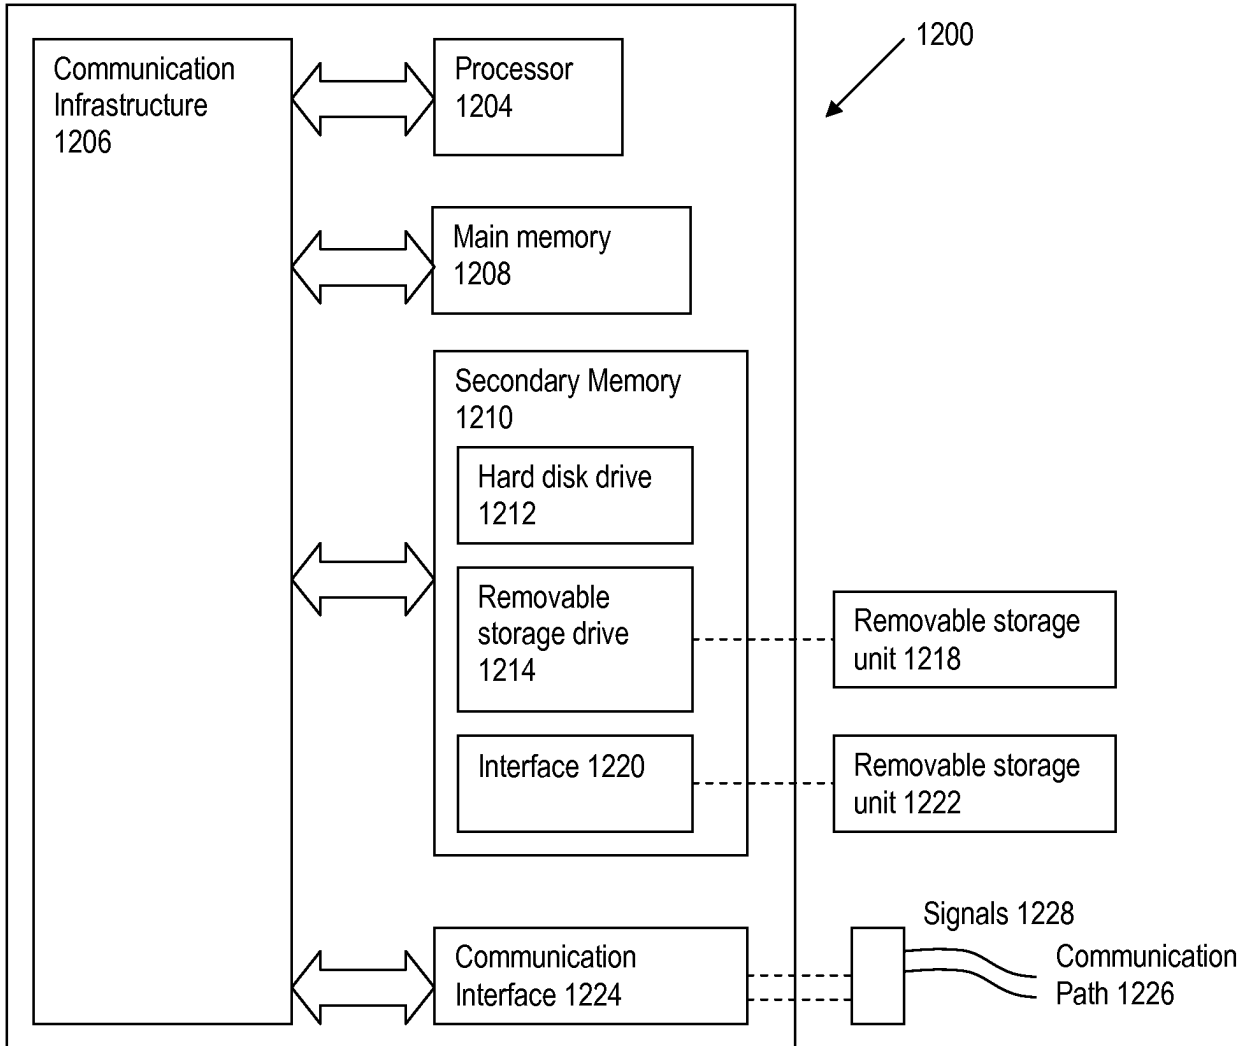 1200
Communication
Infrastructure
1206
Processor
1204
Main memory
1208
Secondary Memory
1210
Hard disk drive
1212
Removable
storage drive
1214
Removable storage
unit 1218
Interface 1220
Removable storage
unit 1222
Communication
Interface 1224
Signals 1228
Communication
Path 1226